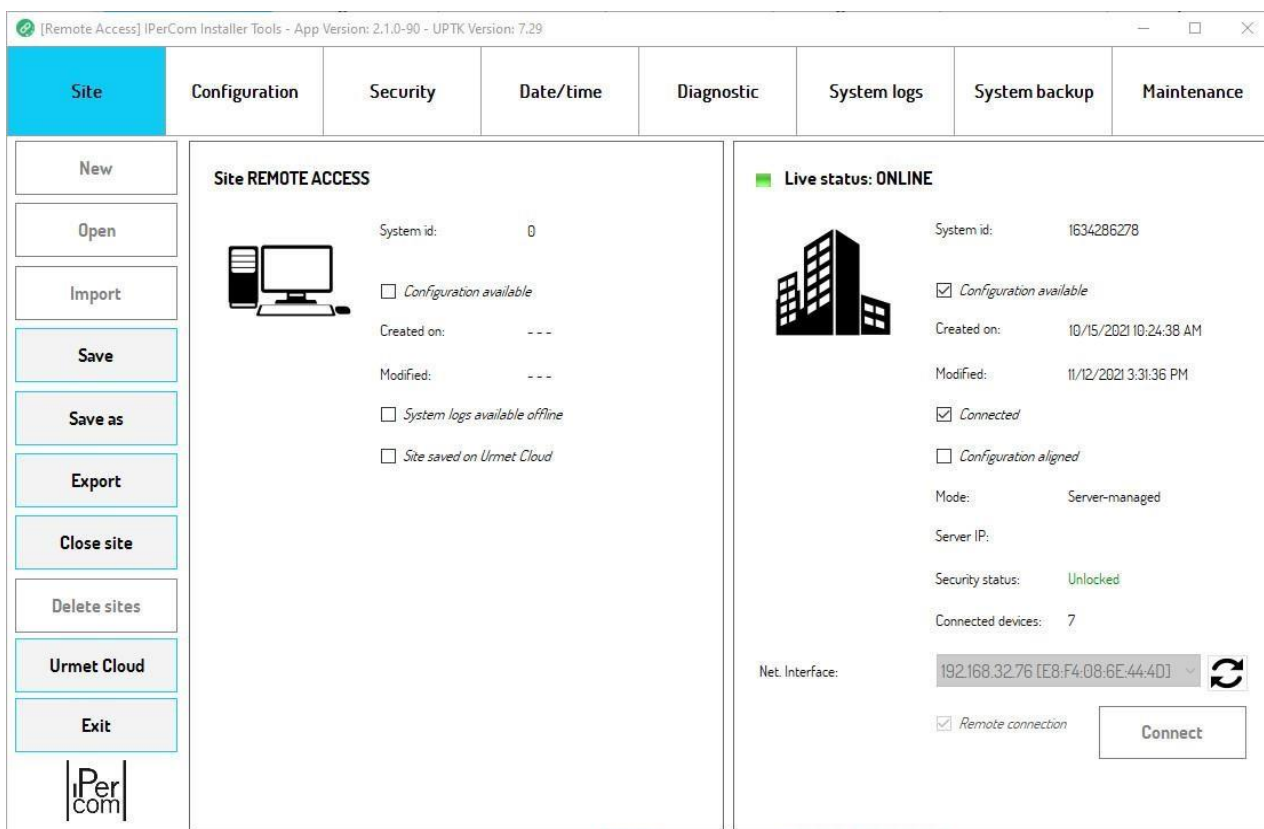 [Remote Access] IPerCom Installer Tools - App Version: 2.1.0-90 - UPTK Version: 7.29
Site
Configuration
Security
Date/time
Diagnostic
System logs
System backup
Maintenance
New
Open
Import
Save
Save as
Export
Close site
Delete sites
Urmet Cloud
Exit
iPer
com
Site REMOTE ACCESS
System id: 0
Configuration available
Created on: ---
Modified: ---
System logs available offline
Site saved on Urmet Cloud
Live status: ONLINE
System id: 1634286278
Configuration available
Created on: 10/15/2021 10:24:38 AM
Modified: 11/12/2021 3:31:36 PM
Connected
Configuration aligned
Mode: Server-managed
Server IP:
Security status: Unlocked
Connected devices: 7
Net. Interface: 192.168.32.76 [E8:F4:08:6E:44:4D]
Remote connection
Connect